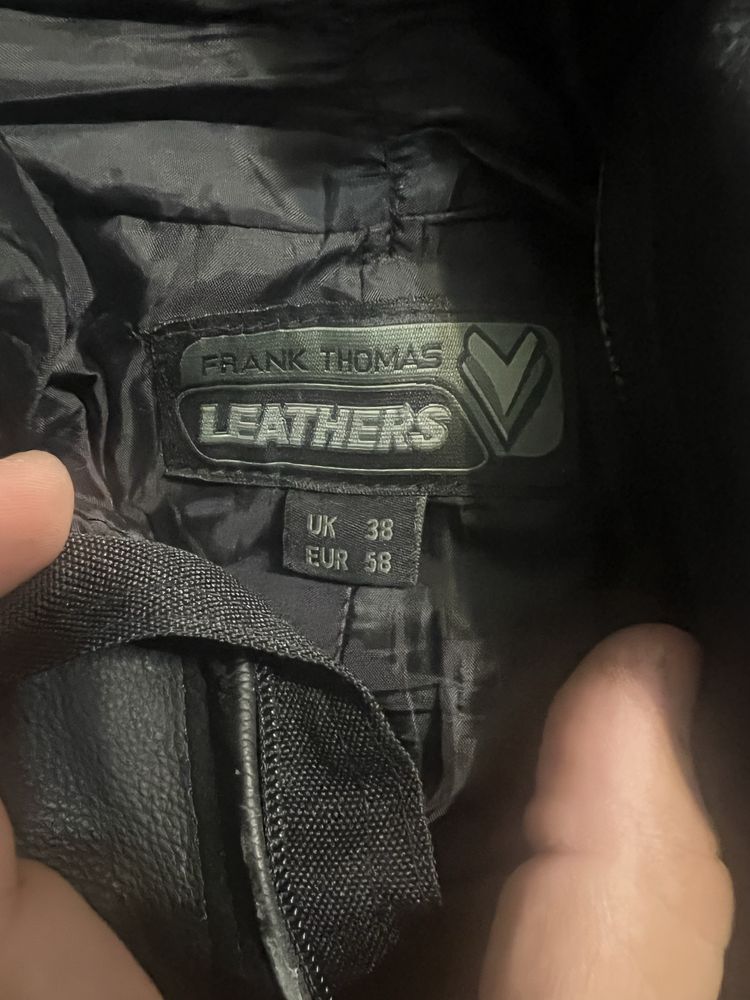 FRANK THOMAS
LEATHERS
UK 38
EUR 58